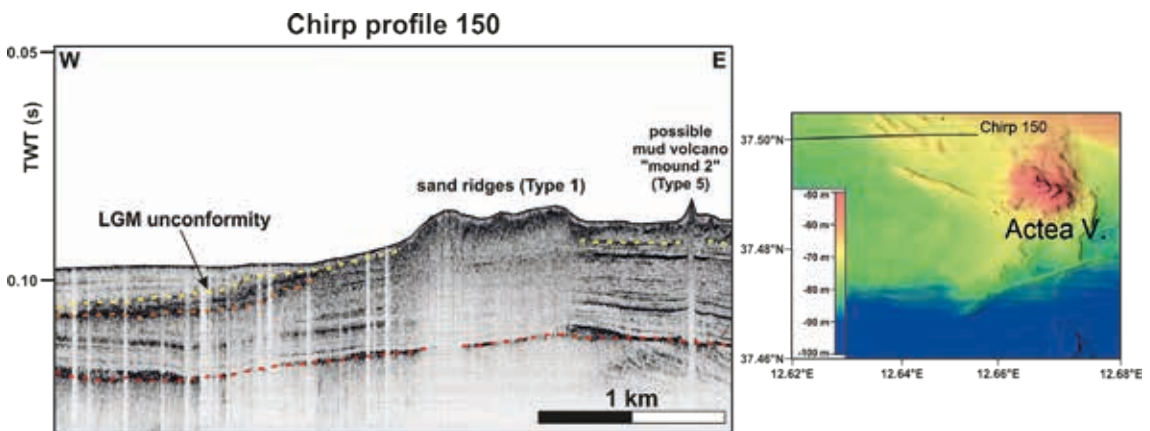 Chirp profile 150
0.05
W
E
TWT (s)
possible
mud volcano
"mound 2"
(Type 5)
sand ridges (Type 1)
LGM unconformity
0.10
1 km
37.50°N
Chirp 150
-50 m
-60 m
Actea V.
37.48°N
-70 m
-80 m
-90 m
-100 m
37.46°N
12.62°E
12.64°E
12.66°E
12.68°E